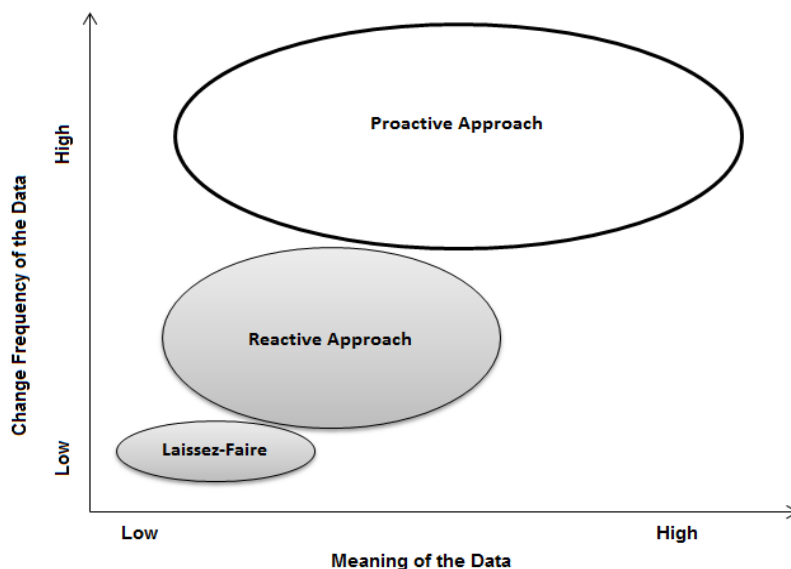 Proactive Approach
High
Change Frequency of the Data
Reactive Approach
Laissez-Faire
Low
Low
High
Meaning of the Data